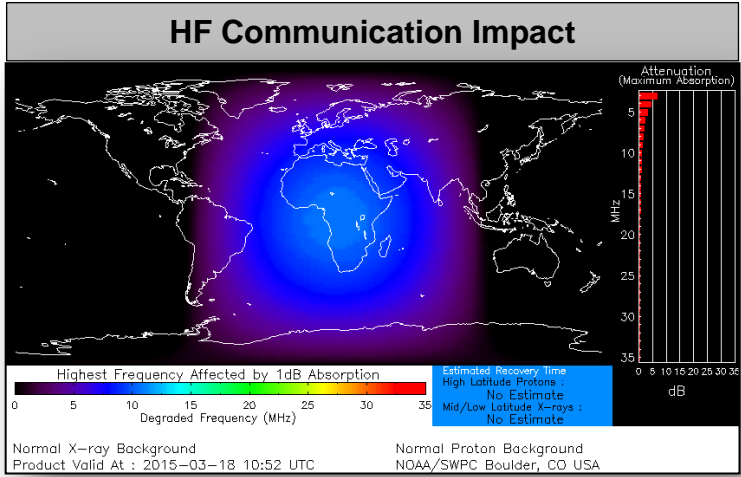 HF Communication Impact
Attenuation
(Maximum Absorption)
5
10
15
20
25
30
35
MHz
0 5 10 15 20 25 30 35
dB
Highest Frequency Affected by 1dB Absorption
0 5 10 15 20 25 30 35
Degraded Frequency (MHz)
Estimated Recovery Time
High Latitude Protons :
No Estimate
Mid/Low Latitude X-rays :
No Estimate
Normal X-ray Background
Product Valid At : 2015-03-18 10:52 UTC
Normal Proton Background
NOAA/SWPC Boulder, CO USA